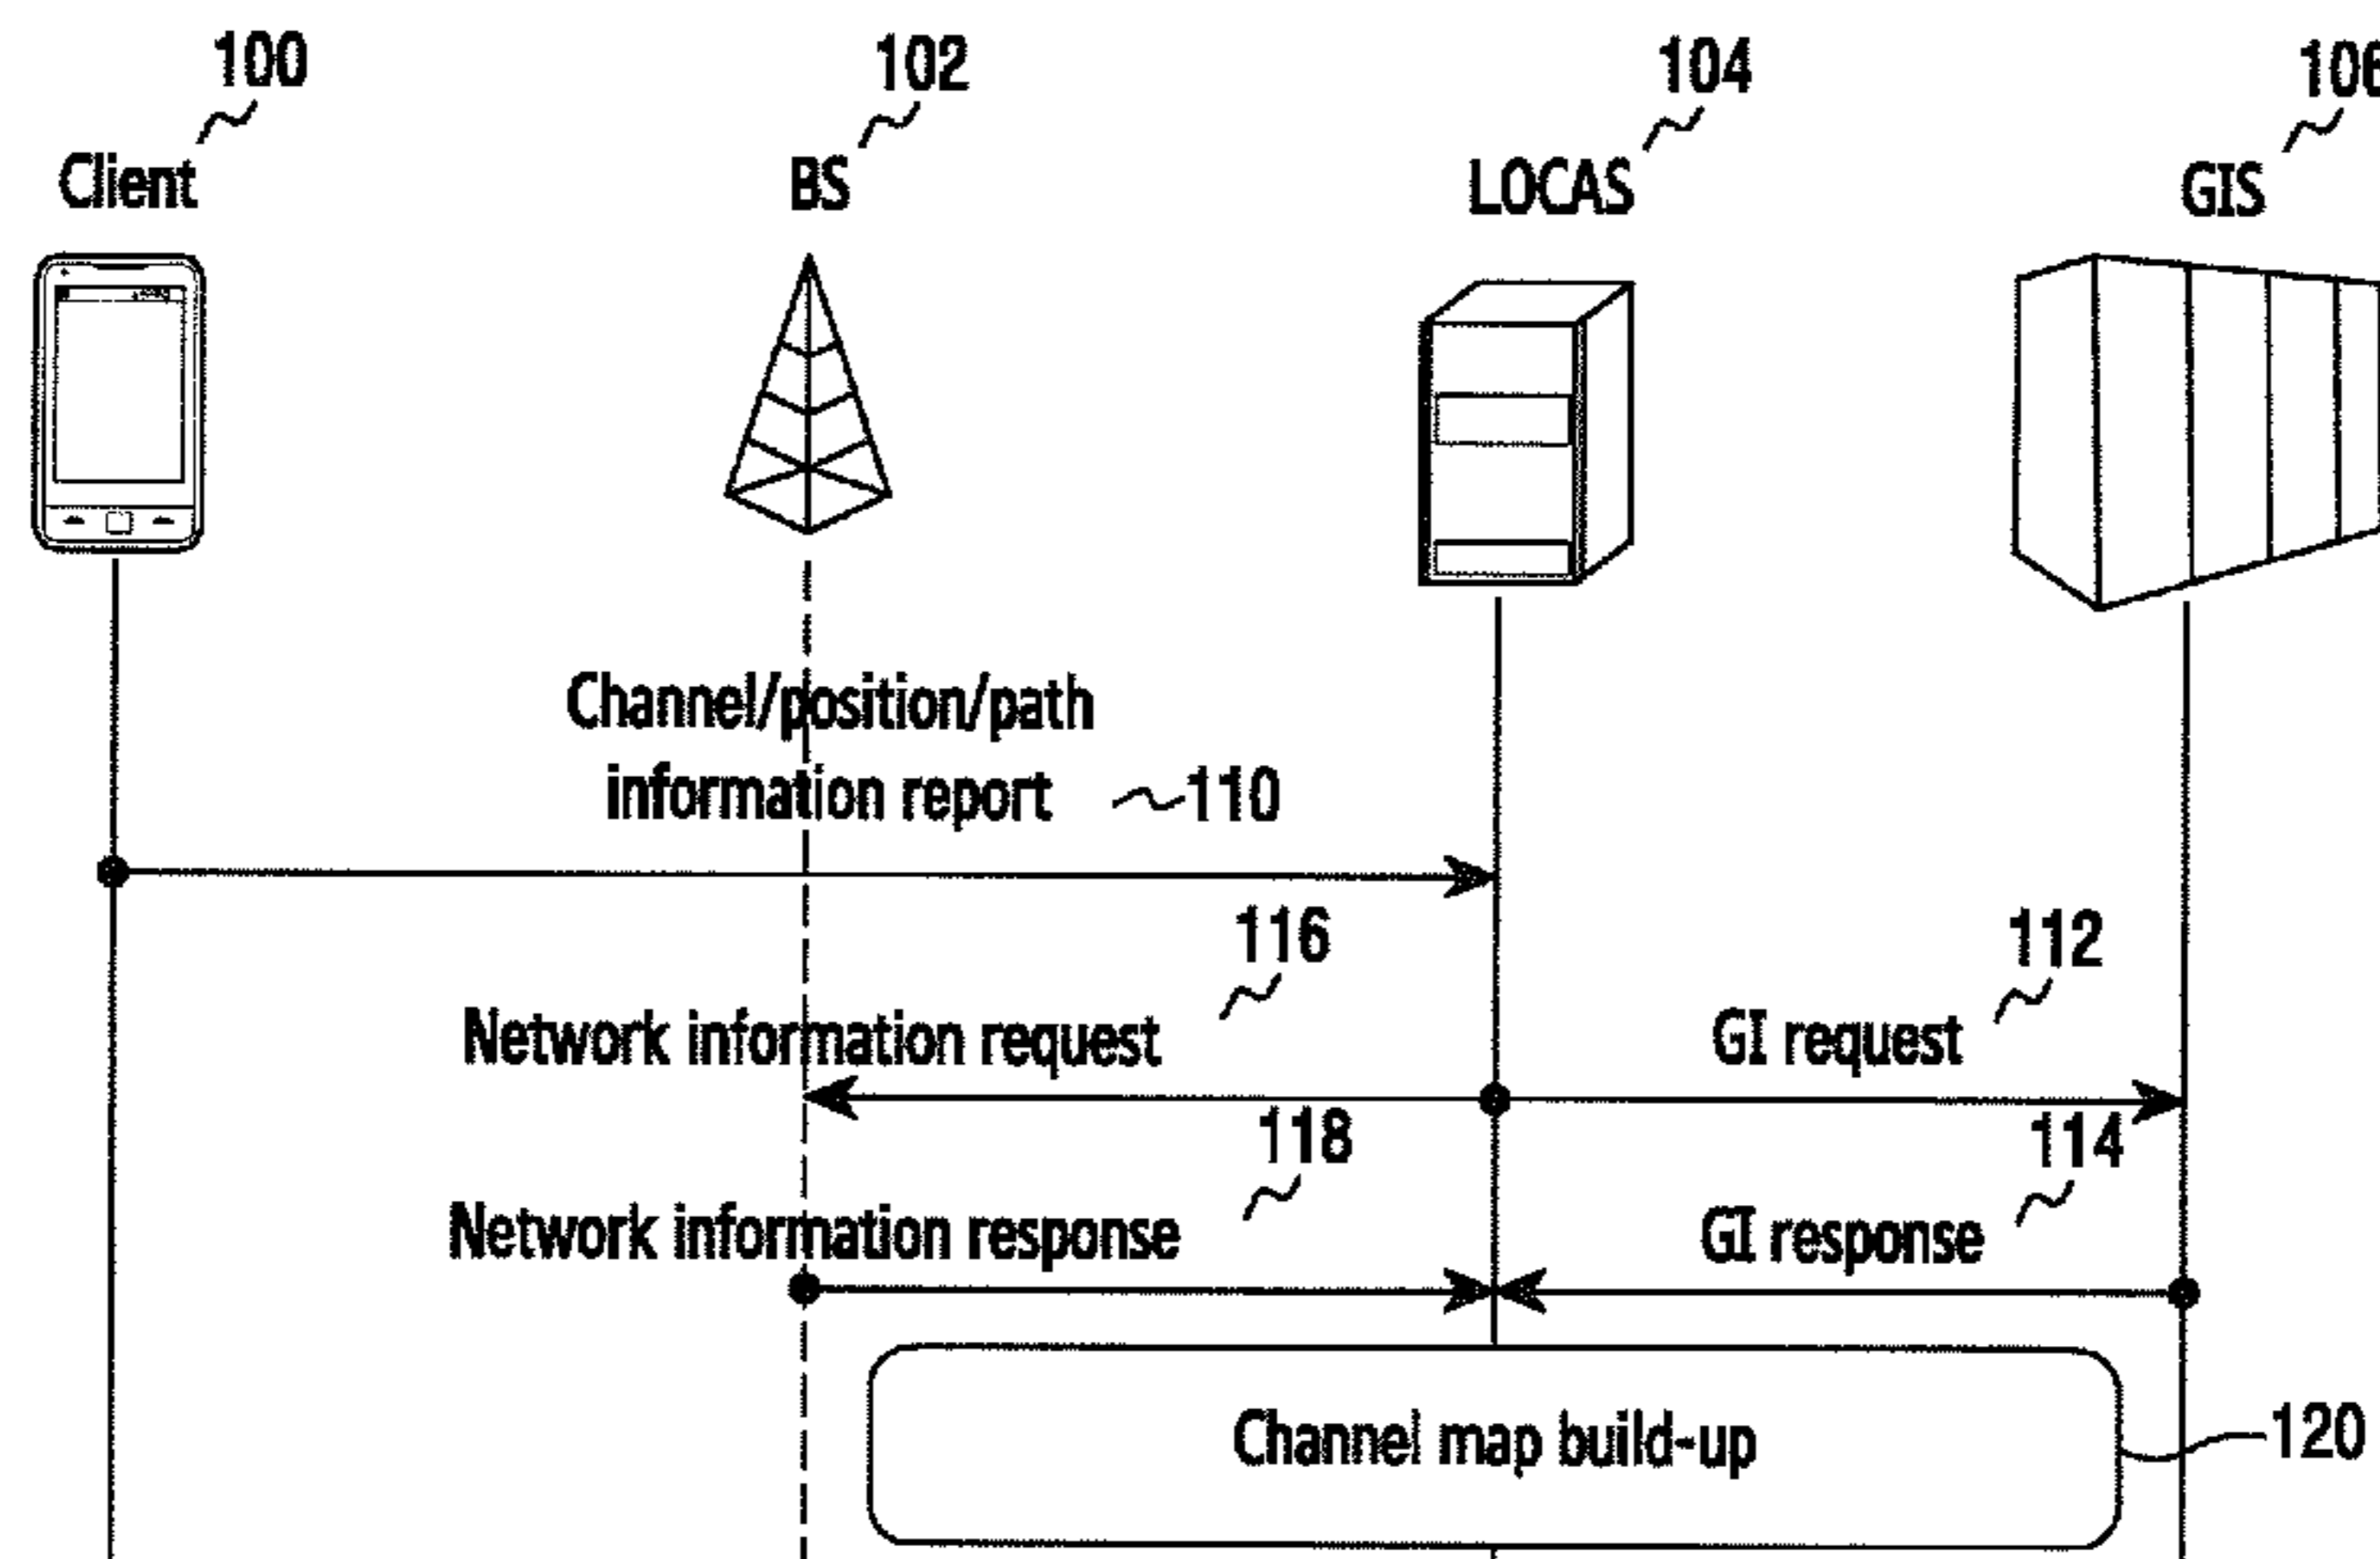 100
102
104
106
Client
BS
LOCAS
GIS
Channel/position/path
information report
110
116
112
Network information request
GI request
118
114
Network information response
GI response
Channel map build-up
120